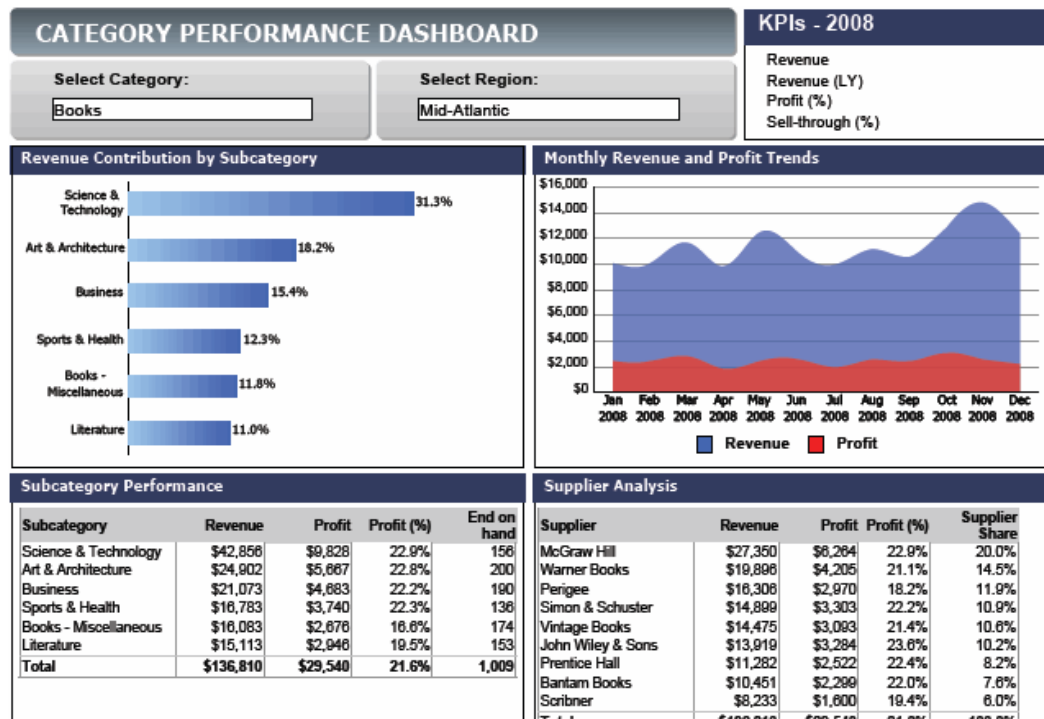 CATEGORY PERFORMANCE DASHBOARD
KPIs - 2008
Revenue
Revenue (LY)
Profit (%)
Sell-through (%)
Select Category:
Books
Select Region:
Mid-Atlantic
Revenue Contribution by Subcategory
Science &
Technology
31.3%
Art & Architecture
18.2%
Business
15.4%
Sports & Health
12.3%
Books -
Miscellaneous
11.8%
Literature
11.0%
Monthly Revenue and Profit Trends
$16,000
$14,000
$12,000
$10,000
$8,000
$6,000
$4,000
$2,000
$0
Jan Feb Mar Apr May Jun Jul Aug Sep Oct Nov Dec
2008 2008 2008 2008 2008 2008 2008 2008 2008 2008 2008 2008
Revenue Profit
Subcategory Performance
Subcategory Revenue Profit Profit (%) End on hand
Science & Technology $42,856 $9,828 22.9% 156
Art & Architecture $24,902 $5,667 22.8% 200
Business $21,073 $4,683 22.2% 190
Sports & Health $16,783 $3,740 22.3% 136
Books - Miscellaneous $16,083 $2,676 16.6% 174
Literature $15,113 $2,946 19.5% 153
Total $136,810 $29,540 21.6% 1,009
Supplier Analysis
Supplier Revenue Profit Profit (%) Supplier Share
McGraw Hill $27,350 $6,264 22.9% 20.0%
Warner Books $19,896 $4,205 21.1% 14.5%
Perigee $16,306 $2,970 18.2% 11.9%
Simon & Schuster $14,899 $3,303 22.2% 10.9%
Vintage Books $14,475 $3,093 21.4% 10.6%
John Wiley & Sons $13,919 $3,284 23.6% 10.2%
Prentice Hall $11,282 $2,522 22.4% 8.2%
Bantam Books $10,451 $2,299 22.0% 7.6%
Scribner $8,233 $1,600 19.4% 6.0%